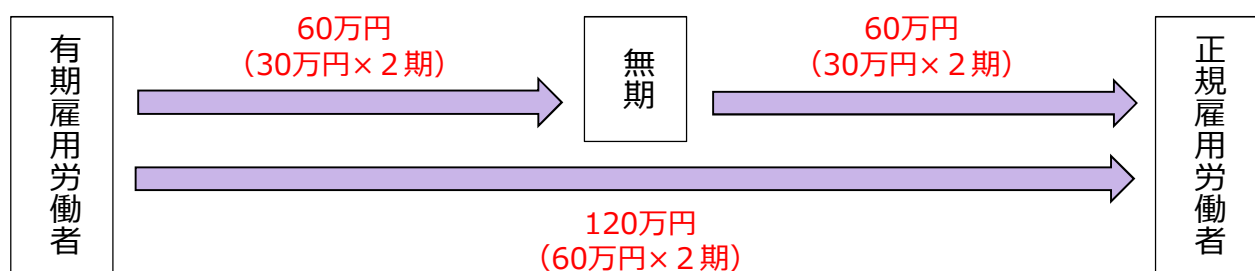 有期雇用労働者
60万円
（30万円×２期）
無期
60万円
（30万円×２期）
正規雇用労働者
120万円
（60万円×２期）